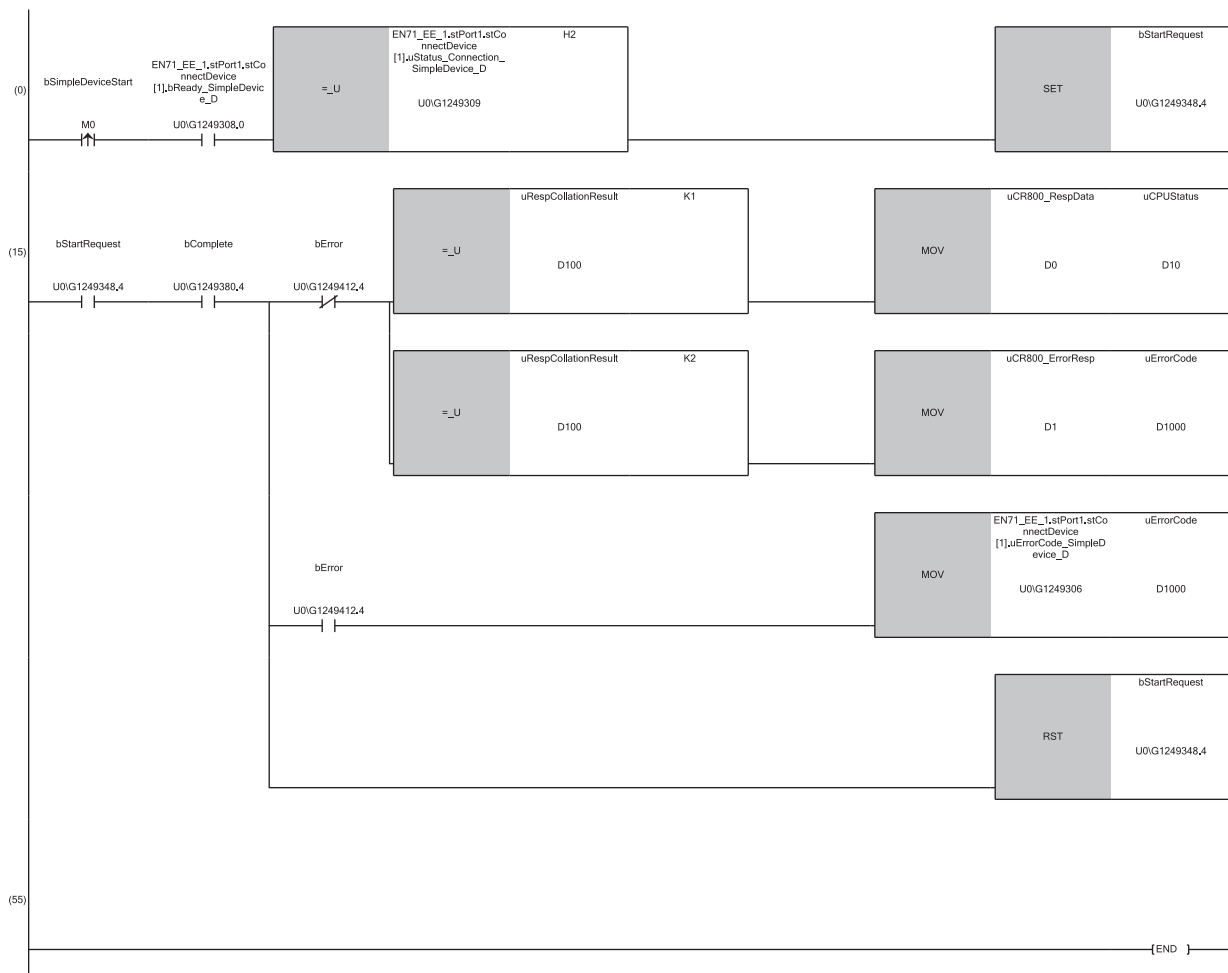 EN71_EE_1.stPort1.stCo
nnectDevice
[1].uStatus_Connection_
SimpleDevice_D
H2
bStartRequest
EN71_EE_1.stPort1.stCo
nnectDevice
[1].bReady_SimpleDevic
e_D
bSimpleDeviceStart
(0)
=_U
SET
U0\G1249309
U0\G1249348.4
M0
U0\G1249308.0
uRespCollationResult
K1
uCR800_RespData
uCPUStatus
(15)
bStartRequest
bComplete
bError
=_U
MOV
D100
D0
D10
U0\G1249348.4
U0\G1249380.4
U0\G1249412.4
uRespCollationResult
K2
uCR800_ErrorResp
uErrorCode
=_U
MOV
D100
D1
D1000
EN71_EE_1.stPort1.stCo
nnectDevice
[1].uErrorCode_SimpleD
evice_D
uErrorCode
bError
MOV
U0\G1249306
D1000
U0\G1249412.4
bStartRequest
RST
U0\G1249348.4
(55)
[END ]